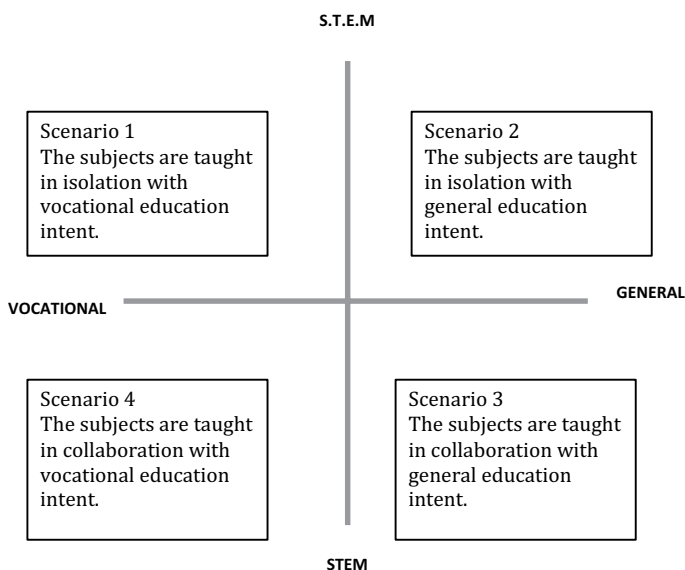 S.T.E.M
Scenario 1
The subjects are taught
in isolation with
vocational education
intent.
Scenario 2
The subjects are taught
in isolation with
general education
intent.
VOCATIONAL
GENERAL
Scenario 4
The subjects are taught
in collaboration with
vocational education
intent.
Scenario 3
The subjects are taught
in collaboration with
general education
intent.
STEM